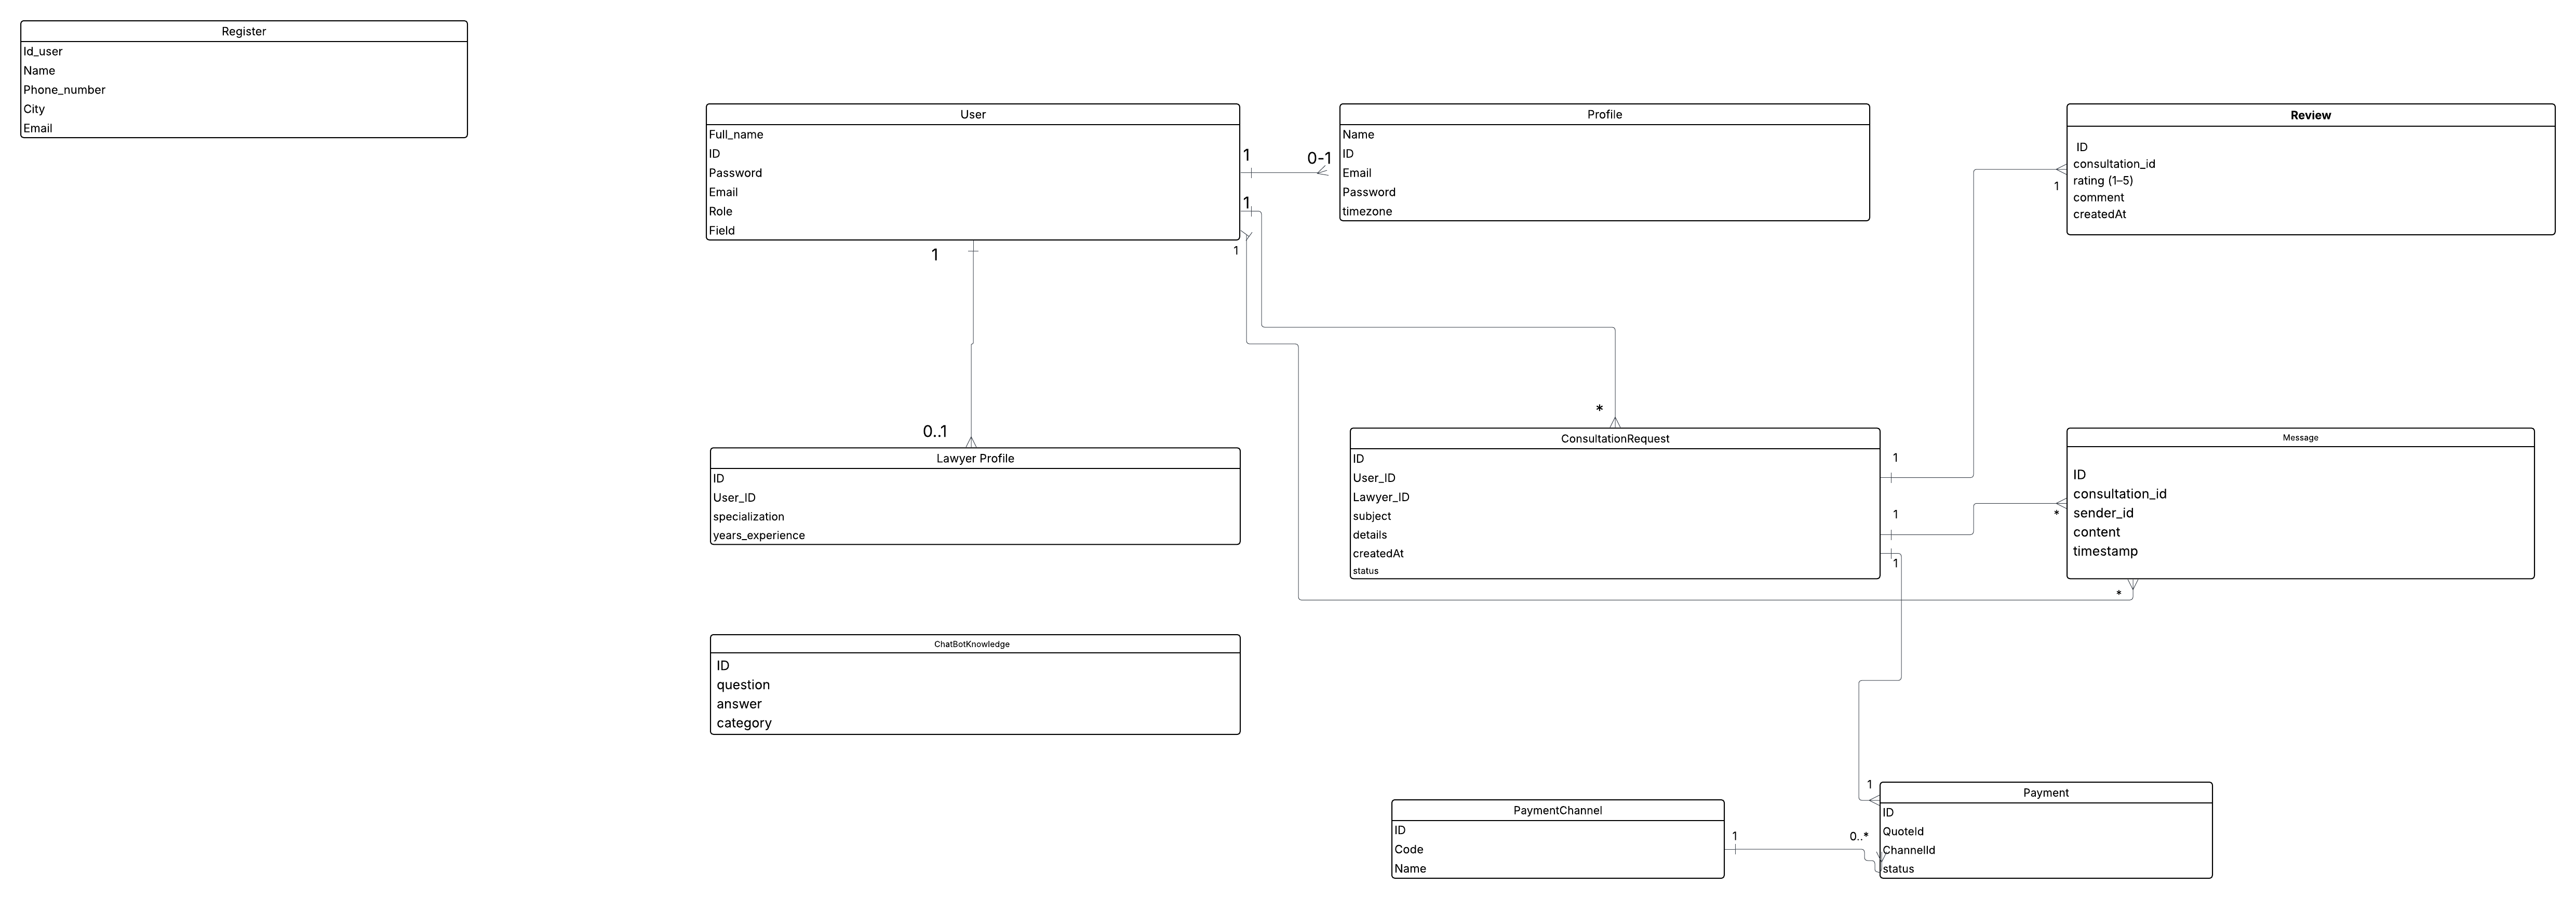 Register
Id_user
Name
Phone_number
City
Email
User
Full_name
ID
Password
Email
Role
Field
1
1
1
1
0-1
Profile
Name
ID
Email
Password
timezone
Review
ID
consultation_id
rating (1–5)
comment
createdAt
1
0..1
Lawyer Profile
ID
User_ID
specialization
years_experience
*
ConsultationRequest
ID
User_ID
Lawyer_ID
subject
details
createdAt
status
1
1
1
Message
ID
consultation_id
sender_id
content
timestamp
*
*
ChatBotKnowledge
ID
question
answer
category
PaymentChannel
ID
Code
Name
1
0..*
1
Payment
ID
QuoteId
ChannelId
status